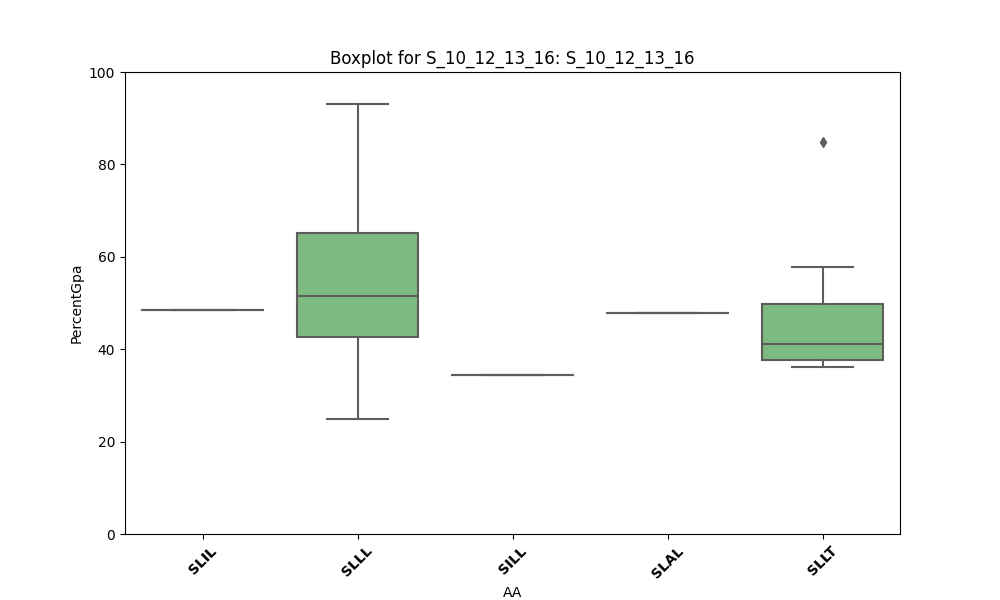 Boxplot for S_10_12_13_16: S_10_12_13_16
100
80
60
40
20
0
PercentGpa
SLIL
SLLL
SILL
SLAL
SLLT
AA